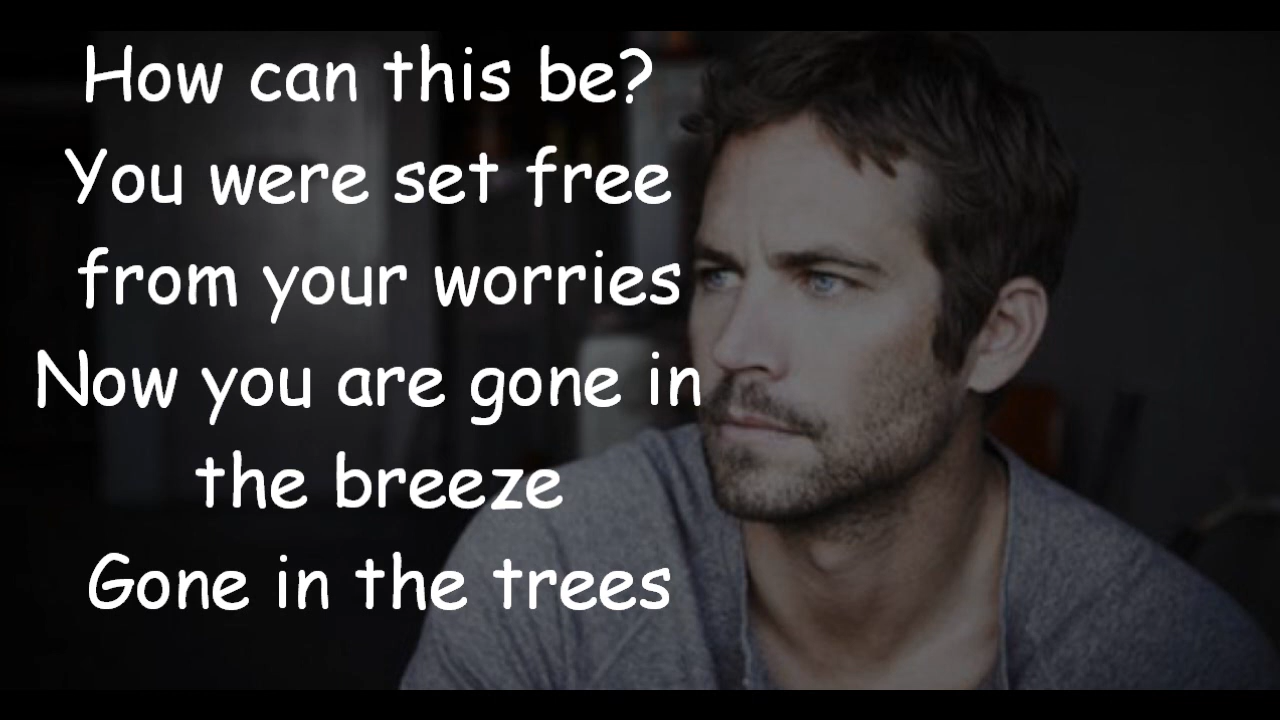 How can this be?
You were set free
from your worries
Now you are gone in
the breeze
Gone in the trees